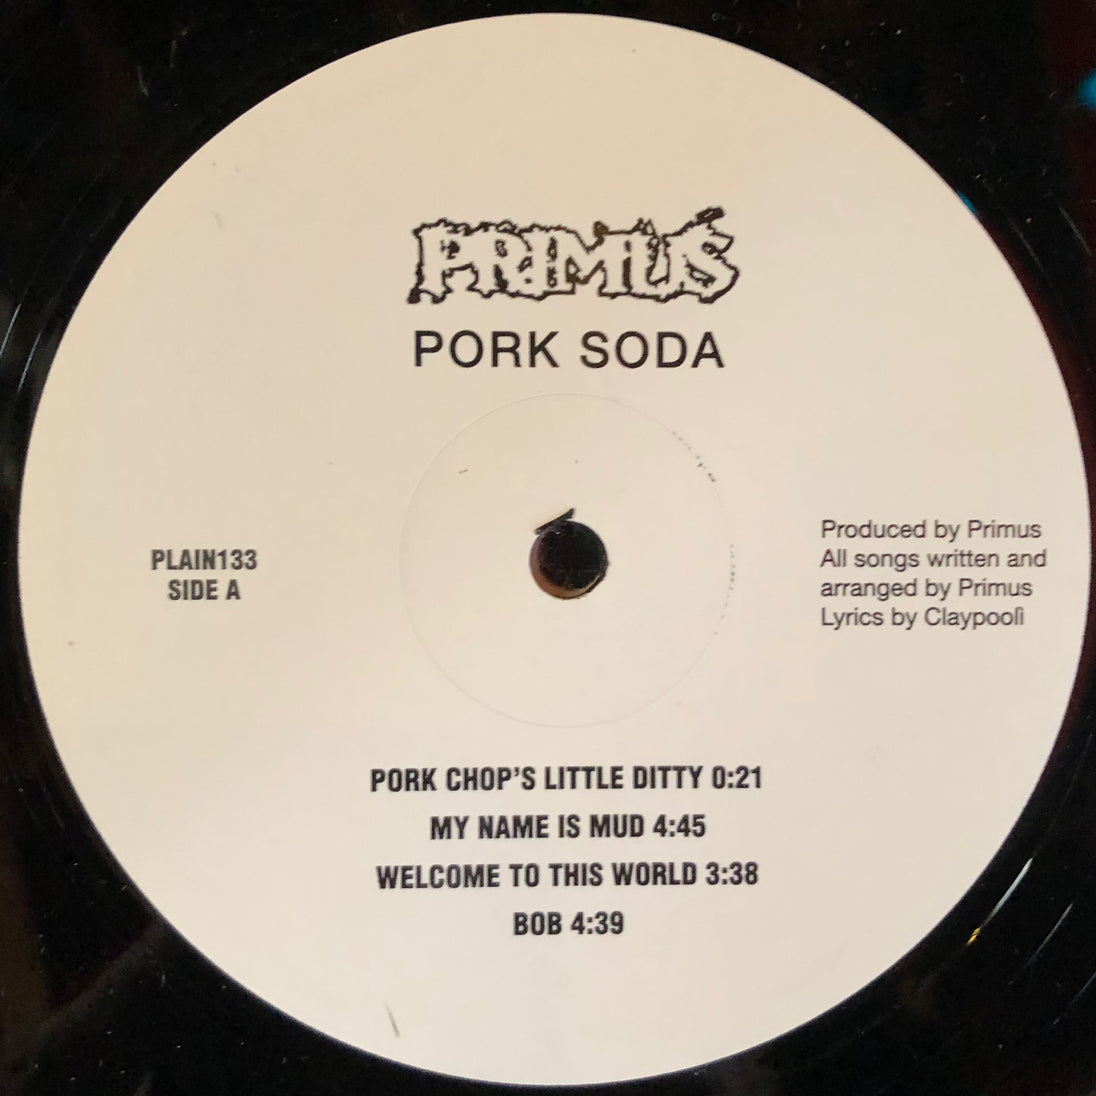 PRIMUS
PORK SODA
PLAIN133
SIDE A
Produced by Primus
All songs written and
arranged by Primus
Lyrics by Claypoolì
PORK CHOP'S LITTLE DITTY 0:21
MY NAME IS MUD 4:45
WELCOME TO THIS WORLD 3:38
BOB 4:39